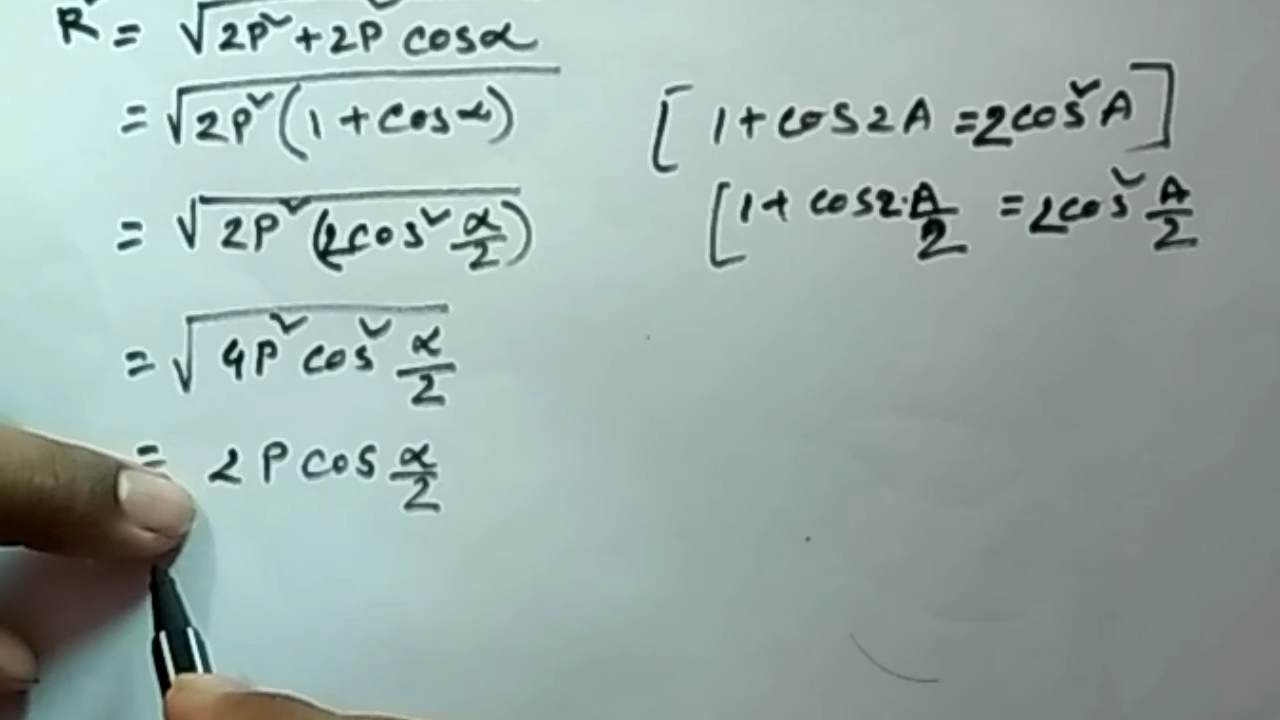 R = √2P² + 2P² cosα
= √2P² (1 + cosα)
[1 + cos2A = 2cos²A]
= √2P² (2cos² α/2)
[1 + cos2·A/2 = 2cos² A/2
= √4P² cos² α/2
= 2P cos α/2